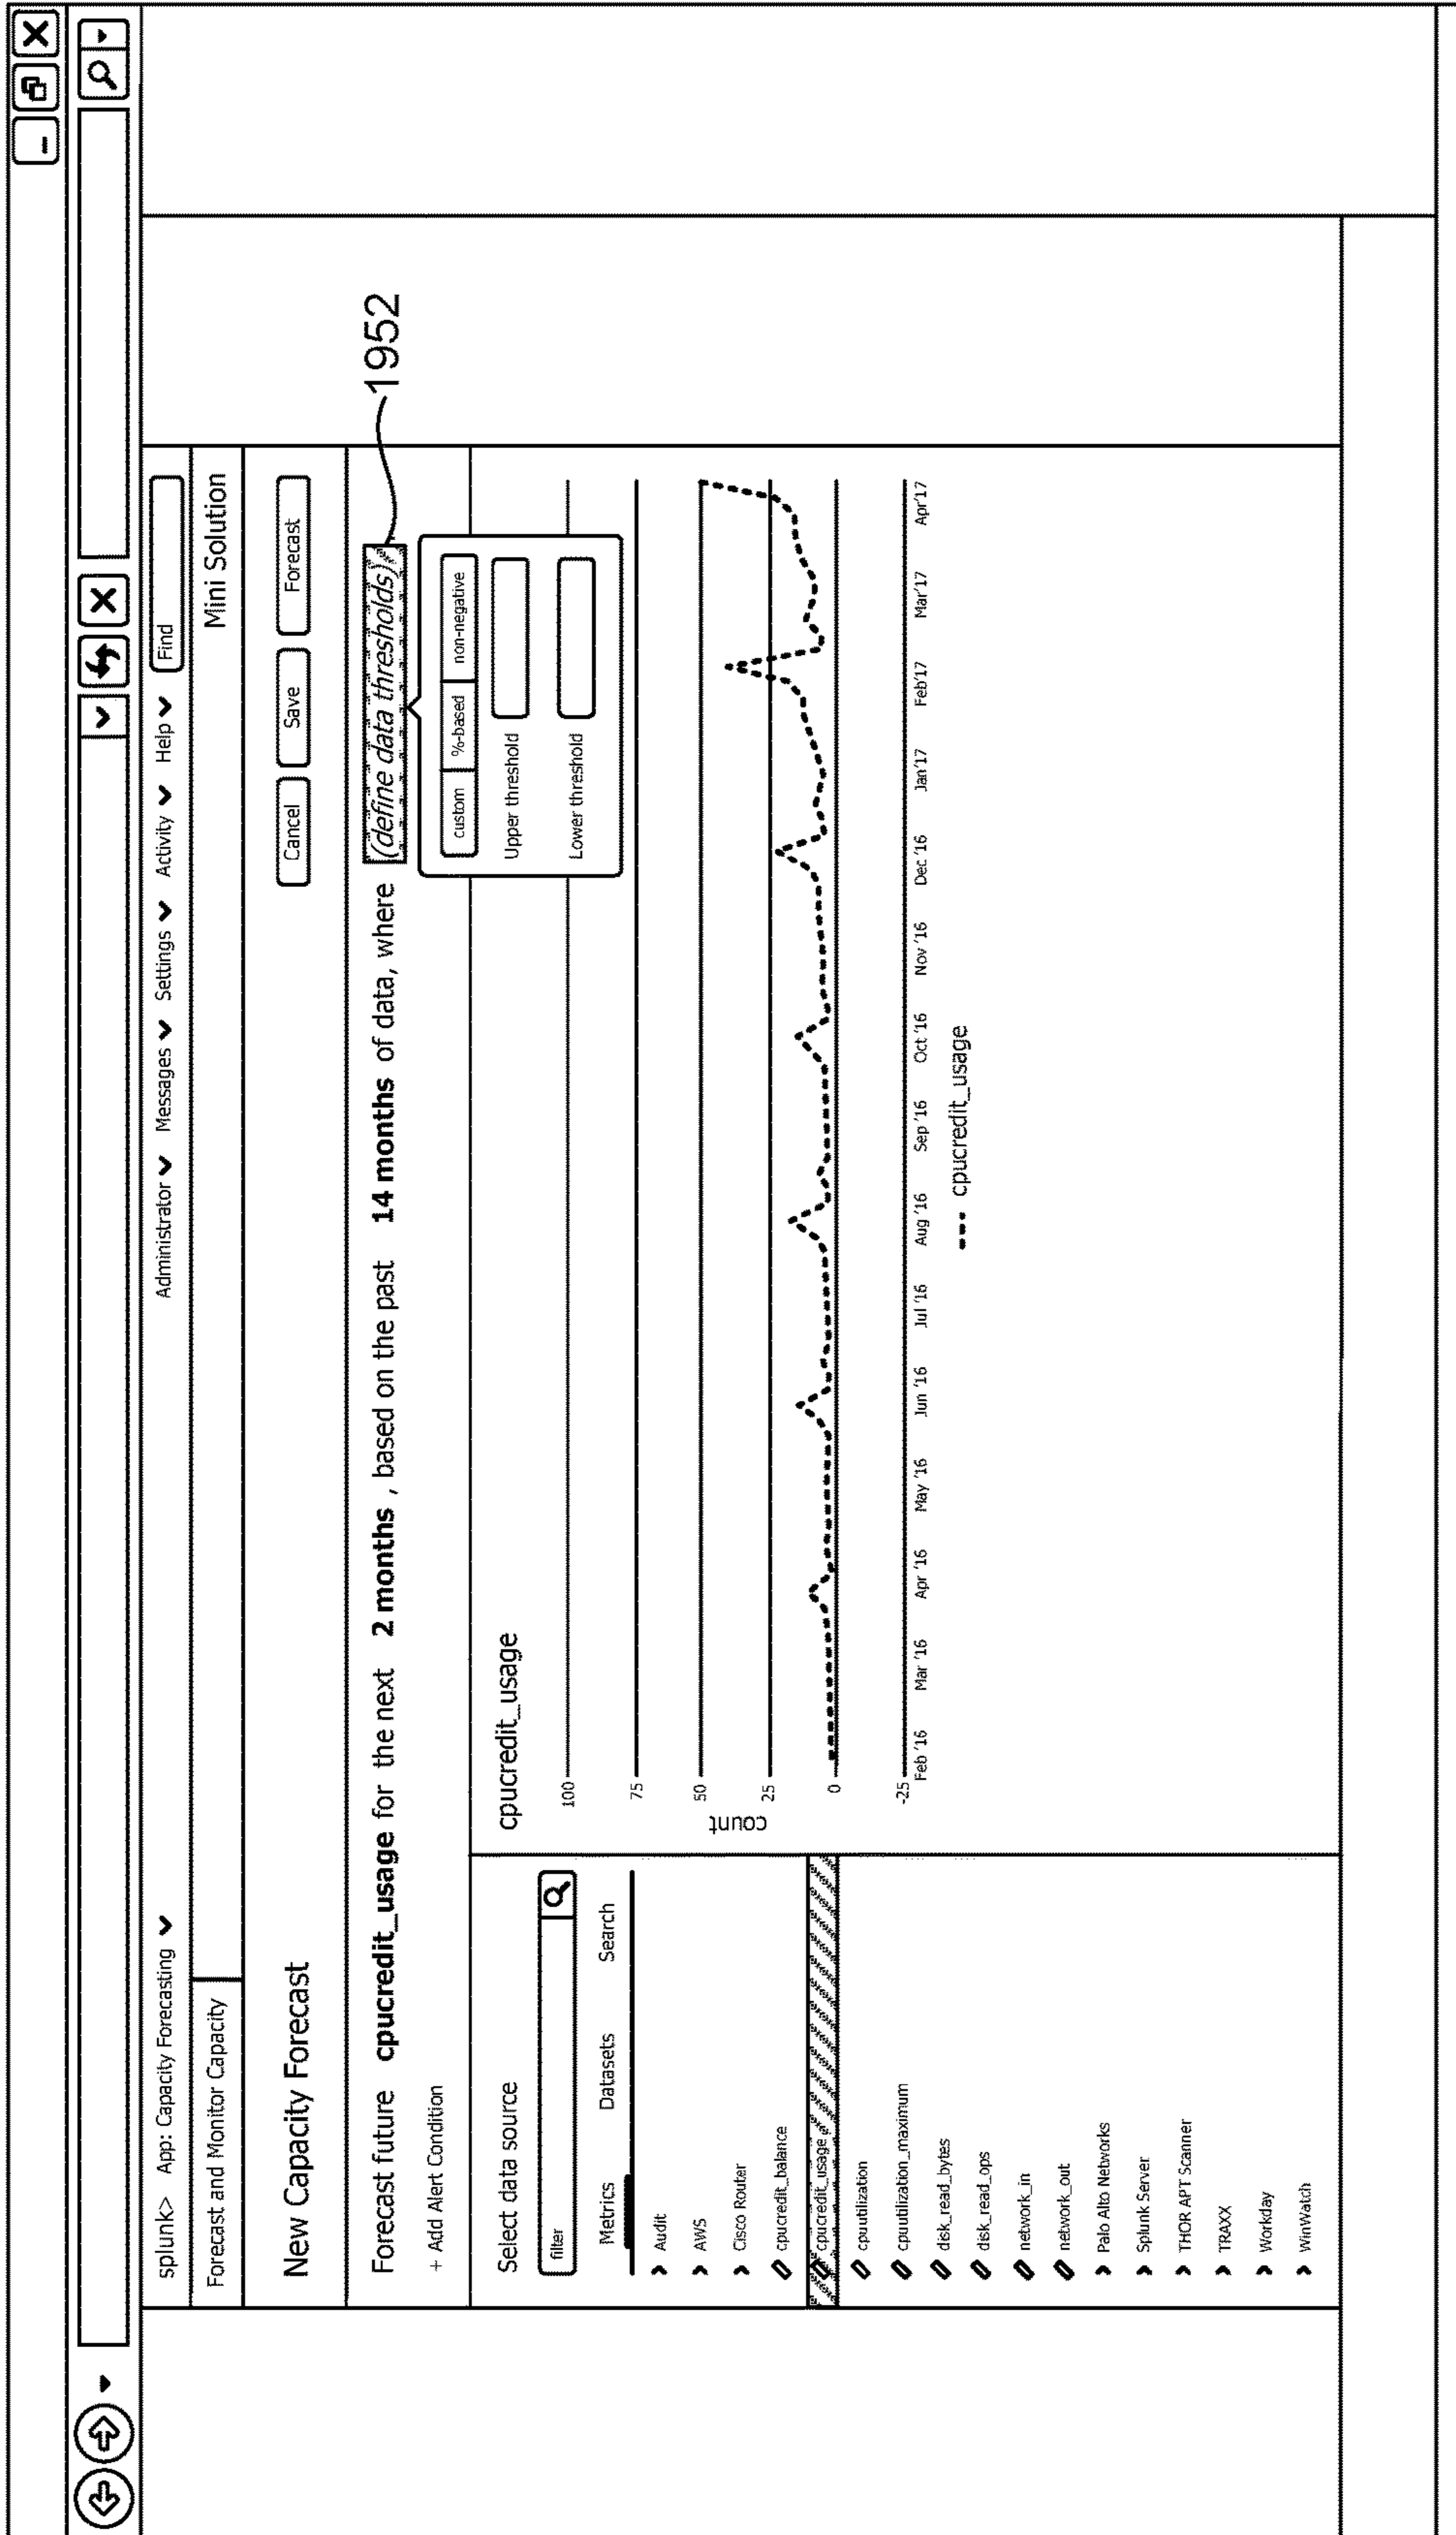 splunk> App: Capacity Forecasting Administrator Messages Settings Activity Help Find
Forecast and Monitor Capacity Mini Solution
New Capacity Forecast Cancel Save Forecast
Forecast future cpucredit_usage for the next 2 months , based on the past 14 months of data, where (define data thresholds)
1952
+ Add Alert Condition
custom %-based non-negative
Upper threshold
Lower threshold
Select data source
filter
Metrics Datasets Search
Audit
AWS
Cisco Router
cpucredit_balance
cpucredit_usage
cpuutilization
cpuutilization_maximum
disk_read_bytes
disk_read_ops
network_in
network_out
Palo Alto Networks
Splunk Server
THOR APT Scanner
TRAXX
Workday
WinWatch
cpucredit_usage
100
75
50
25
0
-25
count
Feb '16 Mar '16 Apr '16 May '16 Jun '16 Jul '16 Aug '16 Sep '16 Oct '16 Nov '16 Dec '16 Jan'17 Feb'17 Mar'17 Apr'17
cpucredit_usage